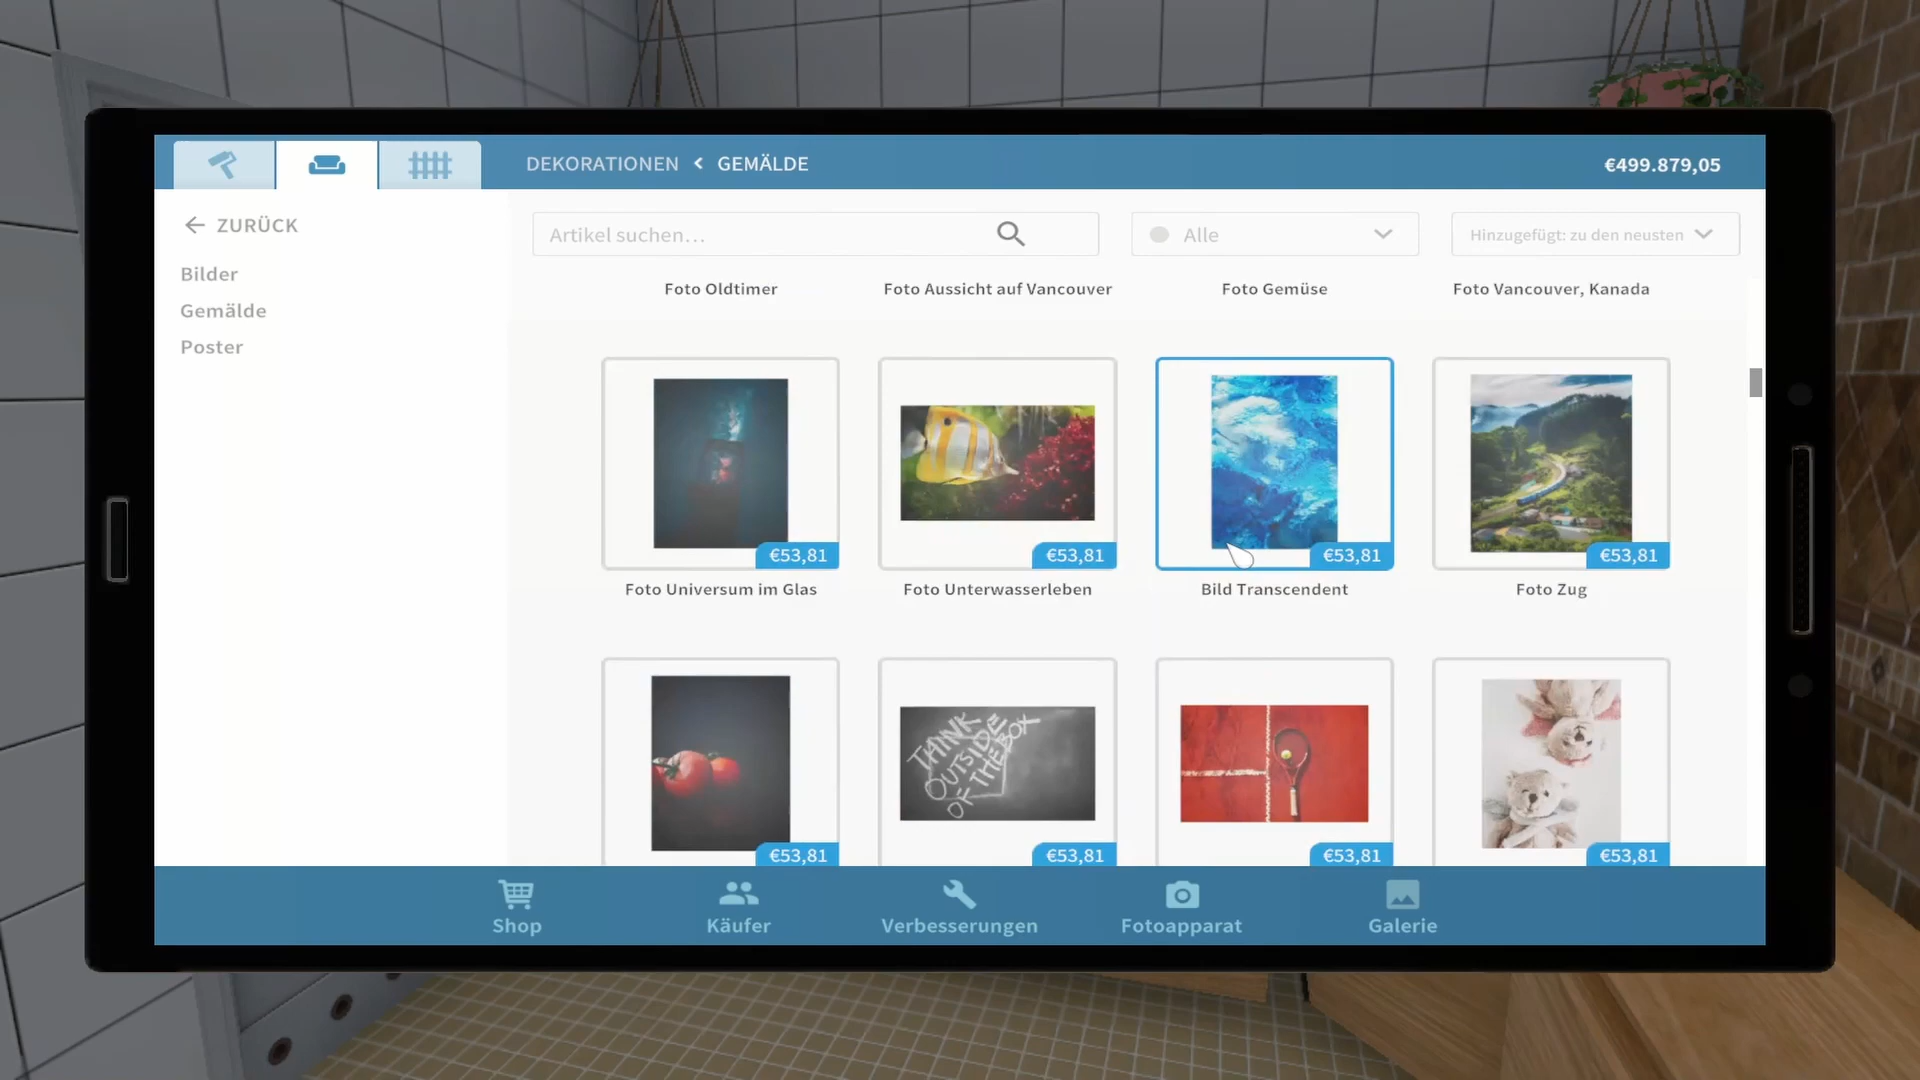 DEKORATIONEN < GEMÄLDE
€499.879,05
← ZURÜCK
Bilder
Gemälde
Poster
Artikel suchen...
Alle
Hinzugefügt: zu den neusten
Foto Oldtimer
Foto Aussicht auf Vancouver
Foto Gemüse
Foto Vancouver, Kanada
€53,81
€53,81
€53,81
€53,81
Foto Universum im Glas
Foto Unterwasserleben
Bild Transcendent
Foto Zug
THINK
OUTSIDE
OF THE BOX
€53,81
€53,81
€53,81
€53,81
Shop
Käufer
Verbesserungen
Fotoapparat
Galerie